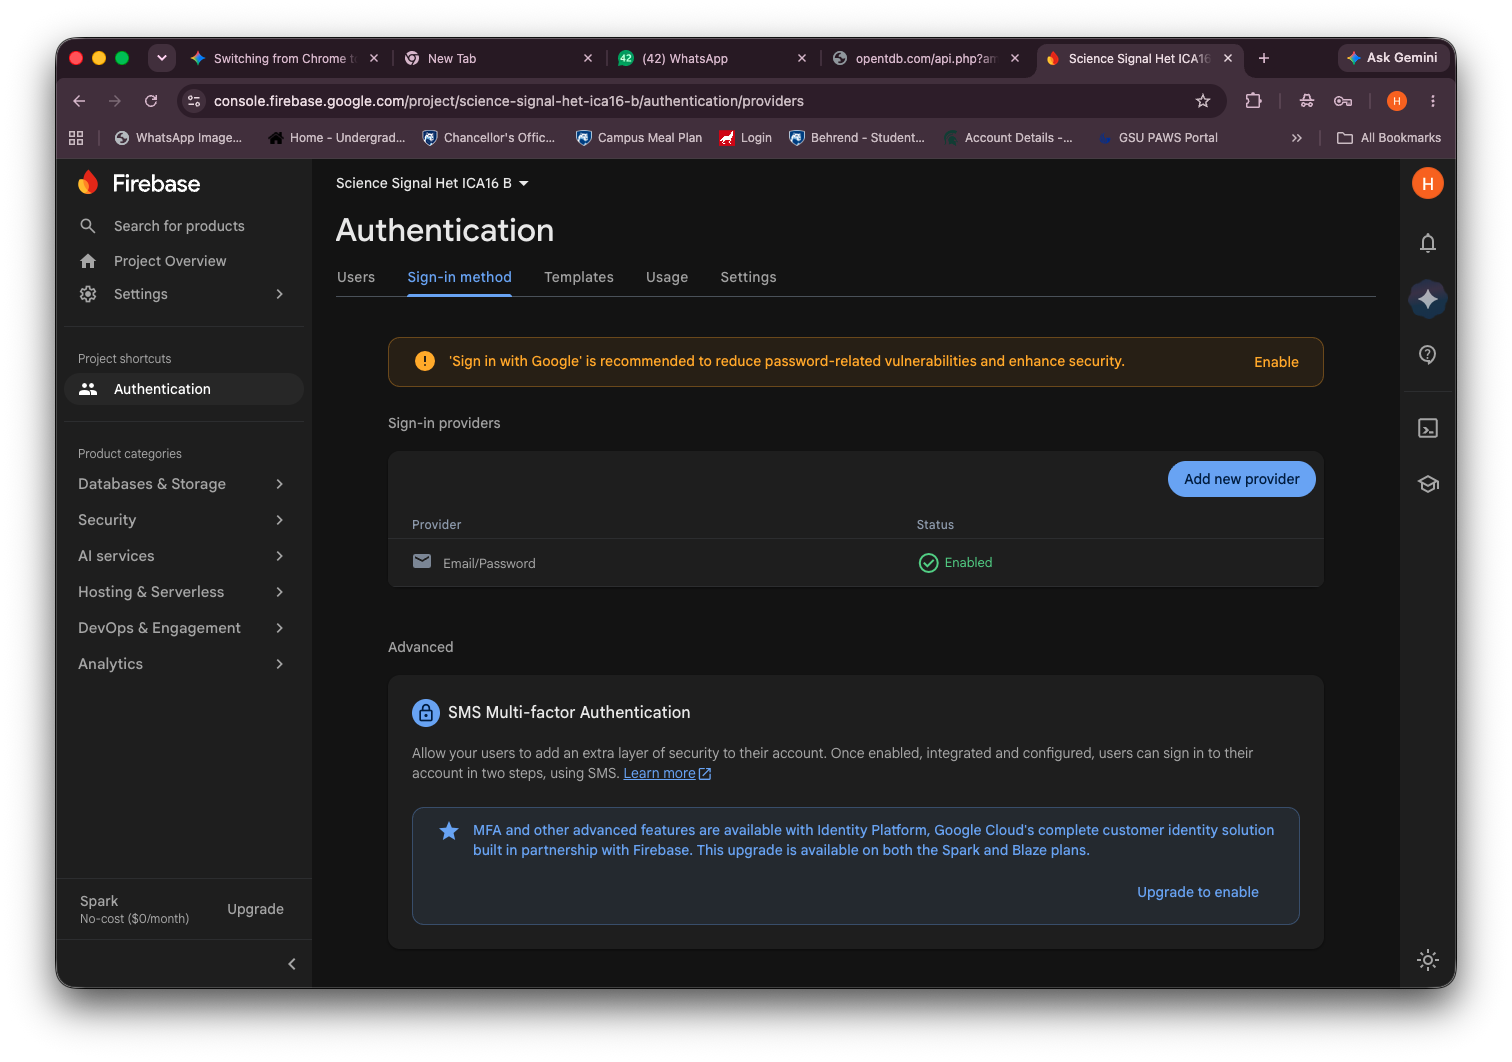 Switching from Chrome to
New Tab
42
(42) WhatsApp
opentdb.com/api.php?am
Science Signal Het ICA16
Ask Gemini
console.firebase.google.com/project/science-signal-het-ica16-b/authentication/providers
H
WhatsApp Image...
Home - Undergrad...
Chancellor's Offic...
Campus Meal Plan
Login
Behrend - Student...
Account Details -...
GSU PAWS Portal
All Bookmarks
Firebase
Science Signal Het ICA16 B
H
Search for products
Authentication
Project Overview
Users
Sign-in method
Templates
Usage
Settings
Settings
Project shortcuts
Authentication
'Sign in with Google' is recommended to reduce password-related vulnerabilities and enhance security.
Enable
Sign-in providers
Product categories
Databases & Storage
Security
AI services
Hosting & Serverless
DevOps & Engagement
Analytics
Add new provider
Provider
Status
Email/Password
Enabled
Advanced
SMS Multi-factor Authentication
Allow your users to add an extra layer of security to their account. Once enabled, integrated and configured, users can sign in to their
account in two steps, using SMS. Learn more
MFA and other advanced features are available with Identity Platform, Google Cloud's complete customer identity solution
built in partnership with Firebase. This upgrade is available on both the Spark and Blaze plans.
Upgrade to enable
Spark
No-cost ($0/month)
Upgrade